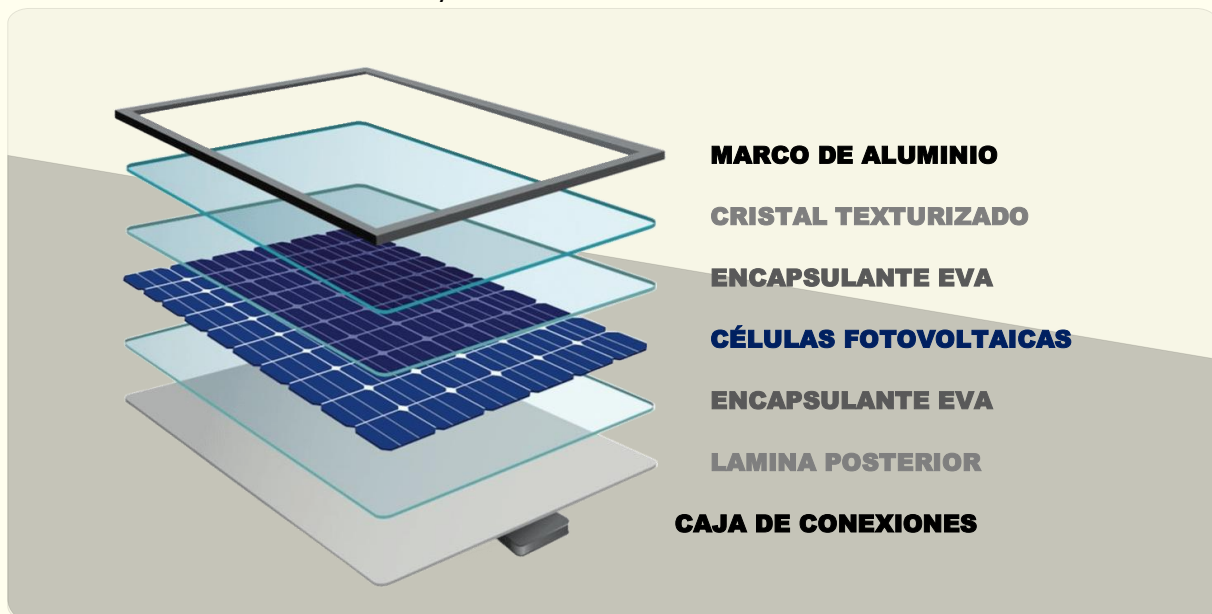 MARCO DE ALUMINIO
CRISTAL TEXTURIZADO
ENCAPSULANTE EVA
CÉLULAS FOTOVOLTAICAS
ENCAPSULANTE EVA
LAMINA POSTERIOR
CAJA DE CONEXIONES